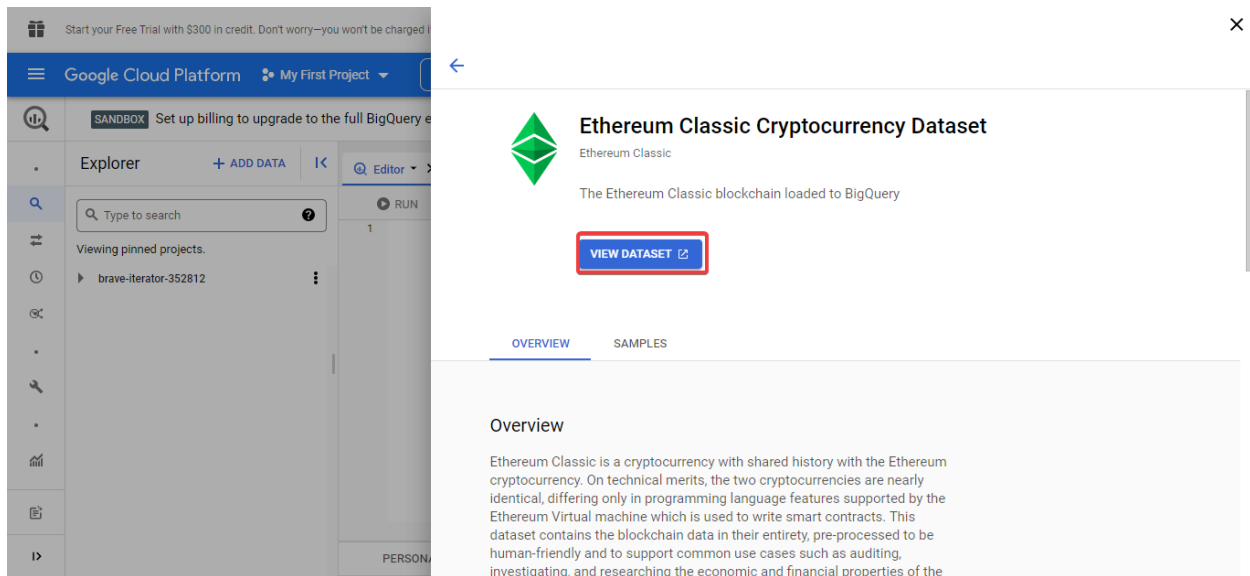 Start your Free Trial with $300 in credit. Don't worry—you won't be charged i
Google Cloud Platform My First Project
SANDBOX Set up billing to upgrade to the full BigQuery e
Explorer + ADD DATA
Editor
Type to search
RUN
1
Viewing pinned projects.
brave-iterator-352812
PERSONA
Ethereum Classic Cryptocurrency Dataset
Ethereum Classic
The Ethereum Classic blockchain loaded to BigQuery
VIEW DATASET
OVERVIEW SAMPLES
Overview
Ethereum Classic is a cryptocurrency with shared history with the Ethereum
cryptocurrency. On technical merits, the two cryptocurrencies are nearly
identical, differing only in programming language features supported by the
Ethereum Virtual machine which is used to write smart contracts. This
dataset contains the blockchain data in their entirety, pre-processed to be
human-friendly and to support common use cases such as auditing,
investigating, and researching the economic and financial properties of the